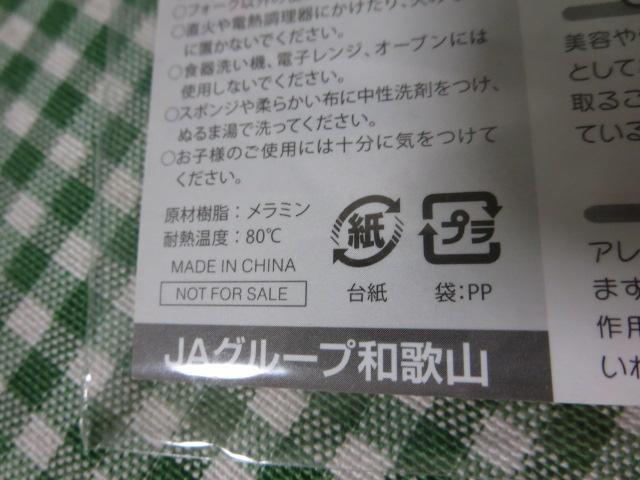 ○フォーク以外の
○直火や電熱調理器にかけたり、火の
に置かないでください。
○食器洗い機、電子レンジ、オーブンには
使用しないでください。
○スポンジや柔らかい布に中性洗剤をつけ、
ぬるま湯で洗ってください。
○お子様のご使用には十分に気をつけて
ください。
原材樹脂：メラミン
耐熱温度：80℃
MADE IN CHINA
NOT FOR SALE
紙
台紙
プラ
袋：PP
JAグループ和歌山
美容や
として
取るこ
ている
アレ
ます
作用
いわ